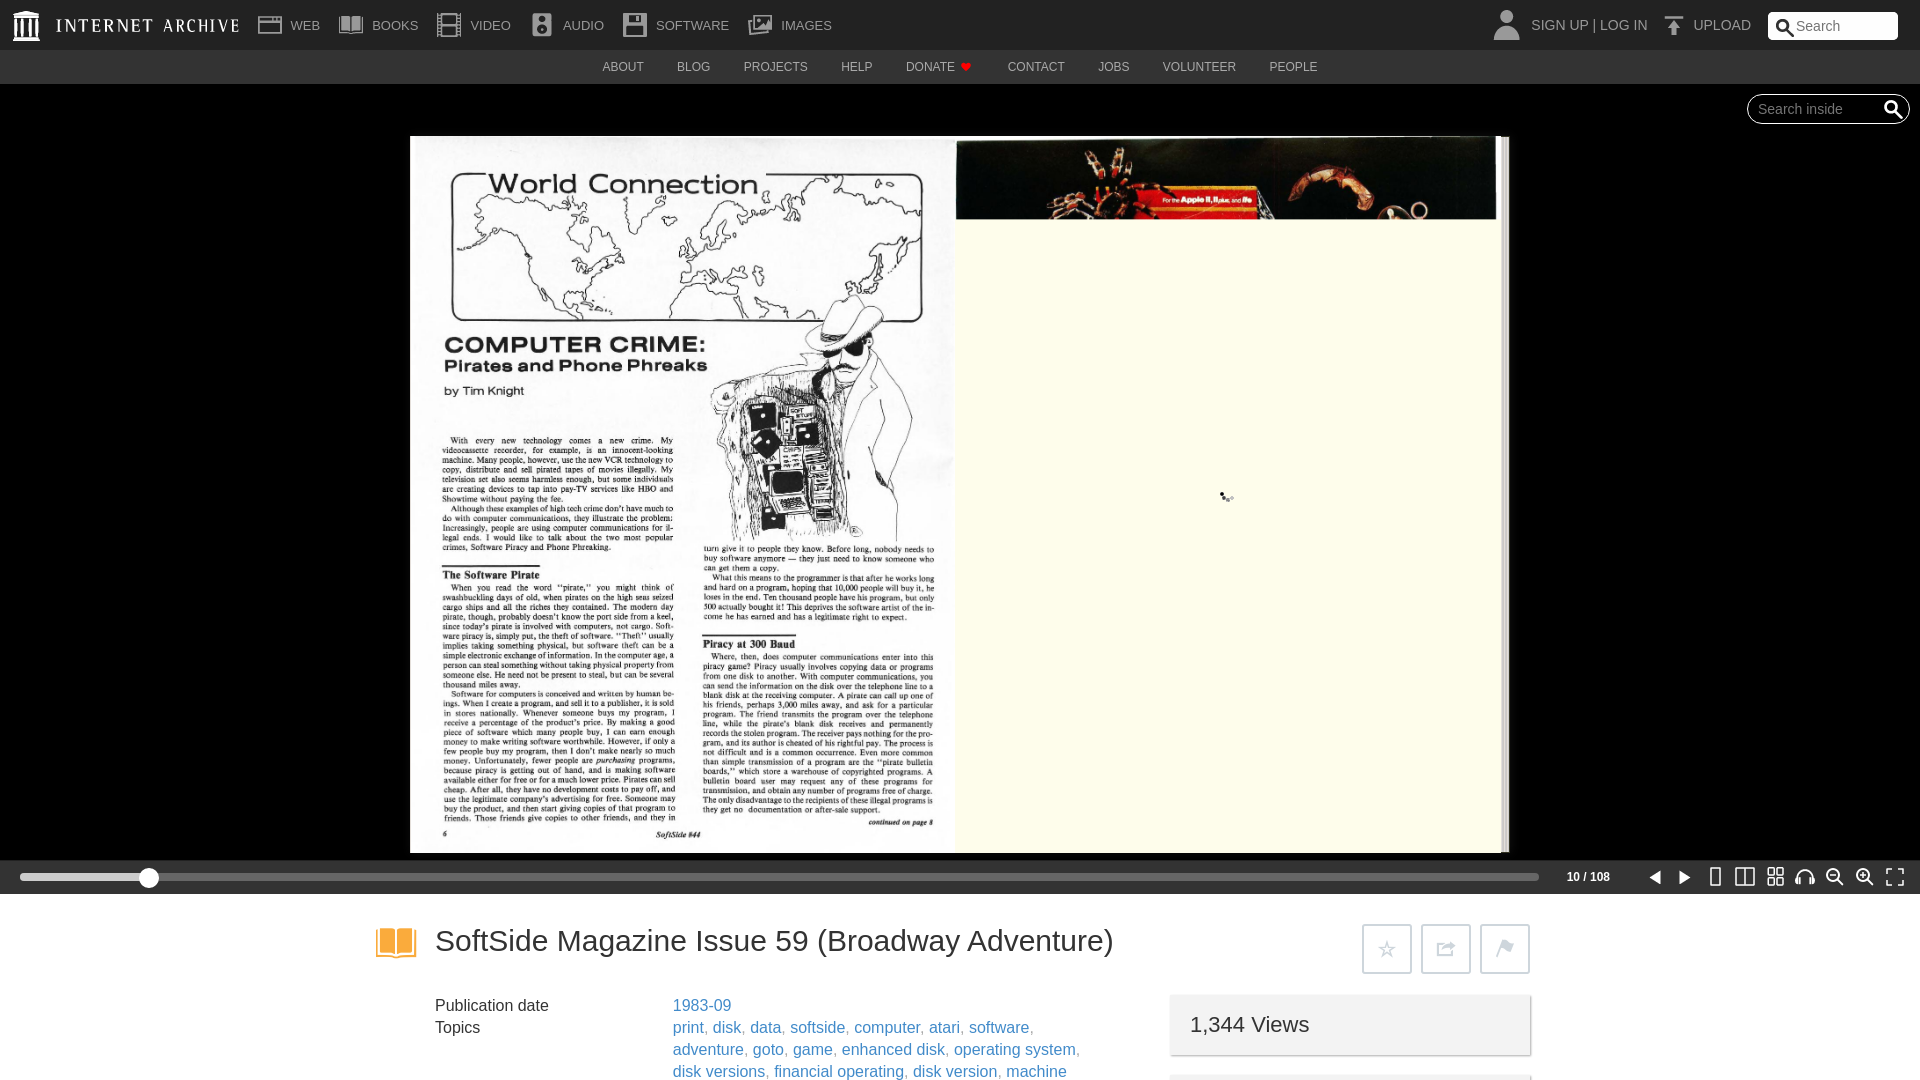 INTERNET ARCHIVE
WEB
BOOKS
VIDEO
AUDIO
SOFTWARE
IMAGES
SIGN UP | LOG IN
UPLOAD
Search
ABOUT
BLOG
PROJECTS
HELP
DONATE
CONTACT
JOBS
VOLUNTEER
PEOPLE
Search inside
World Connection
For the Apple II, II plus, and IIe
COMPUTER CRIME:
Pirates and Phone Phreaks
by Tim Knight
With every new technology comes a new crime. My
videocassette recorder, for example, is an innocent-looking
machine. Many people, however, use the new VCR technology to
copy, distribute and sell pirated tapes of movies illegally. My
television set also seems harmless enough, but some individuals
are creating devices to tap into pay-TV services like HBO and
Showtime without paying the fee.
Although these examples of high tech crime don't have much to
do with computer communications, they illustrate the problem:
Increasingly, people are using computer communications for il-
legal ends. I would like to talk about the two most popular
crimes, Software Piracy and Phone Phreaking.
The Software Pirate
When you read the word "pirate," you might think of
swashbuckling days of old, when pirates on the high seas seized
cargo ships and all the riches they contained. The modern day
pirate, though, probably doesn't know the port side from a keel,
since today's pirate is involved with computers, not cargo. Soft-
ware piracy is, simply put, the theft of software. "Theft" usually
implies taking something physical, but software theft can be a
simple electronic exchange of information. In the computer age, a
person can steal something without taking physical property from
someone else. He need not be present to steal, but can be several
thousand miles away.
Software for computers is conceived and written by human be-
ings. When I create a program, and sell it to a publisher, it is sold
in stores nationally. Whenever someone buys my program, I
receive a percentage of the product's price. By making a good
piece of software which many people buy, I can earn enough
money to make writing software worthwhile. However, if only a
few people buy my program, then I don't make nearly so much
money. Unfortunately, fewer people are purchasing programs,
because piracy is getting out of hand, and is making software
available either for free or for a much lower price. Pirates can sell
cheap. After all, they have no development costs to pay off, and
use the legitimate company's advertising for free. Someone may
buy the product, and then start giving copies of that program to
friends. Those friends give copies to other friends, and they in
turn give it to people they know. Before long, nobody needs to
buy software anymore — they just need to know someone who
can get them a copy.
What this means to the programmer is that after he works long
and hard on a program, hoping that 10,000 people will buy it, he
loses in the end. Ten thousand people have his program, but only
500 actually bought it! This deprives the software artist of the in-
come he has earned and has a legitimate right to expect.
Piracy at 300 Baud
Where, then, does computer communications enter into this
piracy game? Piracy usually involves copying data or programs
from one disk to another. With computer communications, you
can send the information on the disk over the telephone line to a
blank disk at the receiving computer. A pirate can call up one of
his friends, perhaps 3,000 miles away, and ask for a particular
program. The friend transmits the program over the telephone
line, while the pirate's blank disk receives and permanently
records the stolen program. The receiver pays nothing for the pro-
gram, and its author is cheated of his rightful pay. The process is
not difficult and is a common occurrence. Even more common
than simple transmission of a program are the "pirate bulletin
boards," which store a warehouse of copyrighted programs. A
bulletin board user may request any of these programs for
transmission, and obtain any number of programs free of charge.
The only disadvantage to the recipients of these illegal programs is
they get no documentation or after-sale support.
continued on page 8
6
SoftSide #44
10 / 108
SoftSide Magazine Issue 59 (Broadway Adventure)
Publication date
1983-09
Topics
print, disk, data, softside, computer, atari, software,
adventure, goto, game, enhanced disk, operating system,
disk versions, financial operating, disk version, machine
1,344 Views